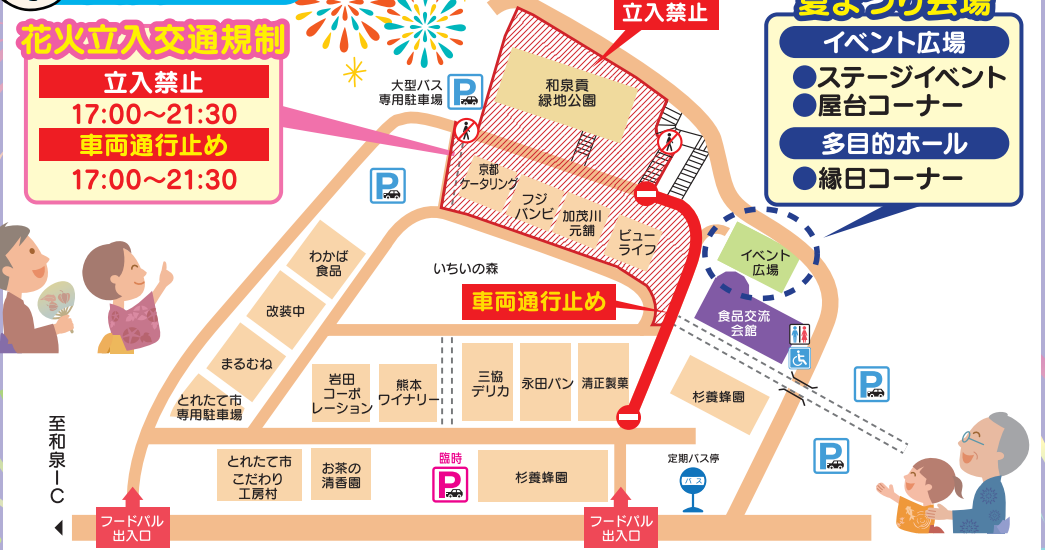 花火立入交通規制
立入禁止
17:00〜21:30
車両通行止め
17:00〜21:30
立入禁止
夏まつり会場
イベント広場
●ステージイベント
●屋台コーナー
多目的ホール
●縁日コーナー
大型バス
専用駐車場
P
和泉貢
緑地公園
P
京都
ケータリング
フジ
バンビ
加茂川
元舗
ビュー
ライフ
イベント
広場
わかば
食品
いちいの森
車両通行止め
食品交流
会館
改装中
まるむね
とれたて市
専用駐車場
岩田
コーポ
レーション
熊本
ワイナリー
三協
デリカ
永田パン
清正製菓
杉養蜂園
P
至和泉IC
とれたて市
こだわり
工房村
お茶の
清香園
臨時
P
杉養蜂園
定期バス停
バス
P
フードパル
出入口
フードパル
出入口